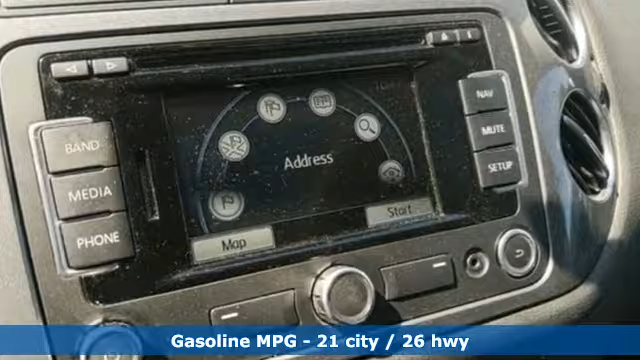 BAND
MEDIA
PHONE
NAV
MUTE
SETUP
Address
Map
Start
Gasoline MPG - 21 city / 26 hwy